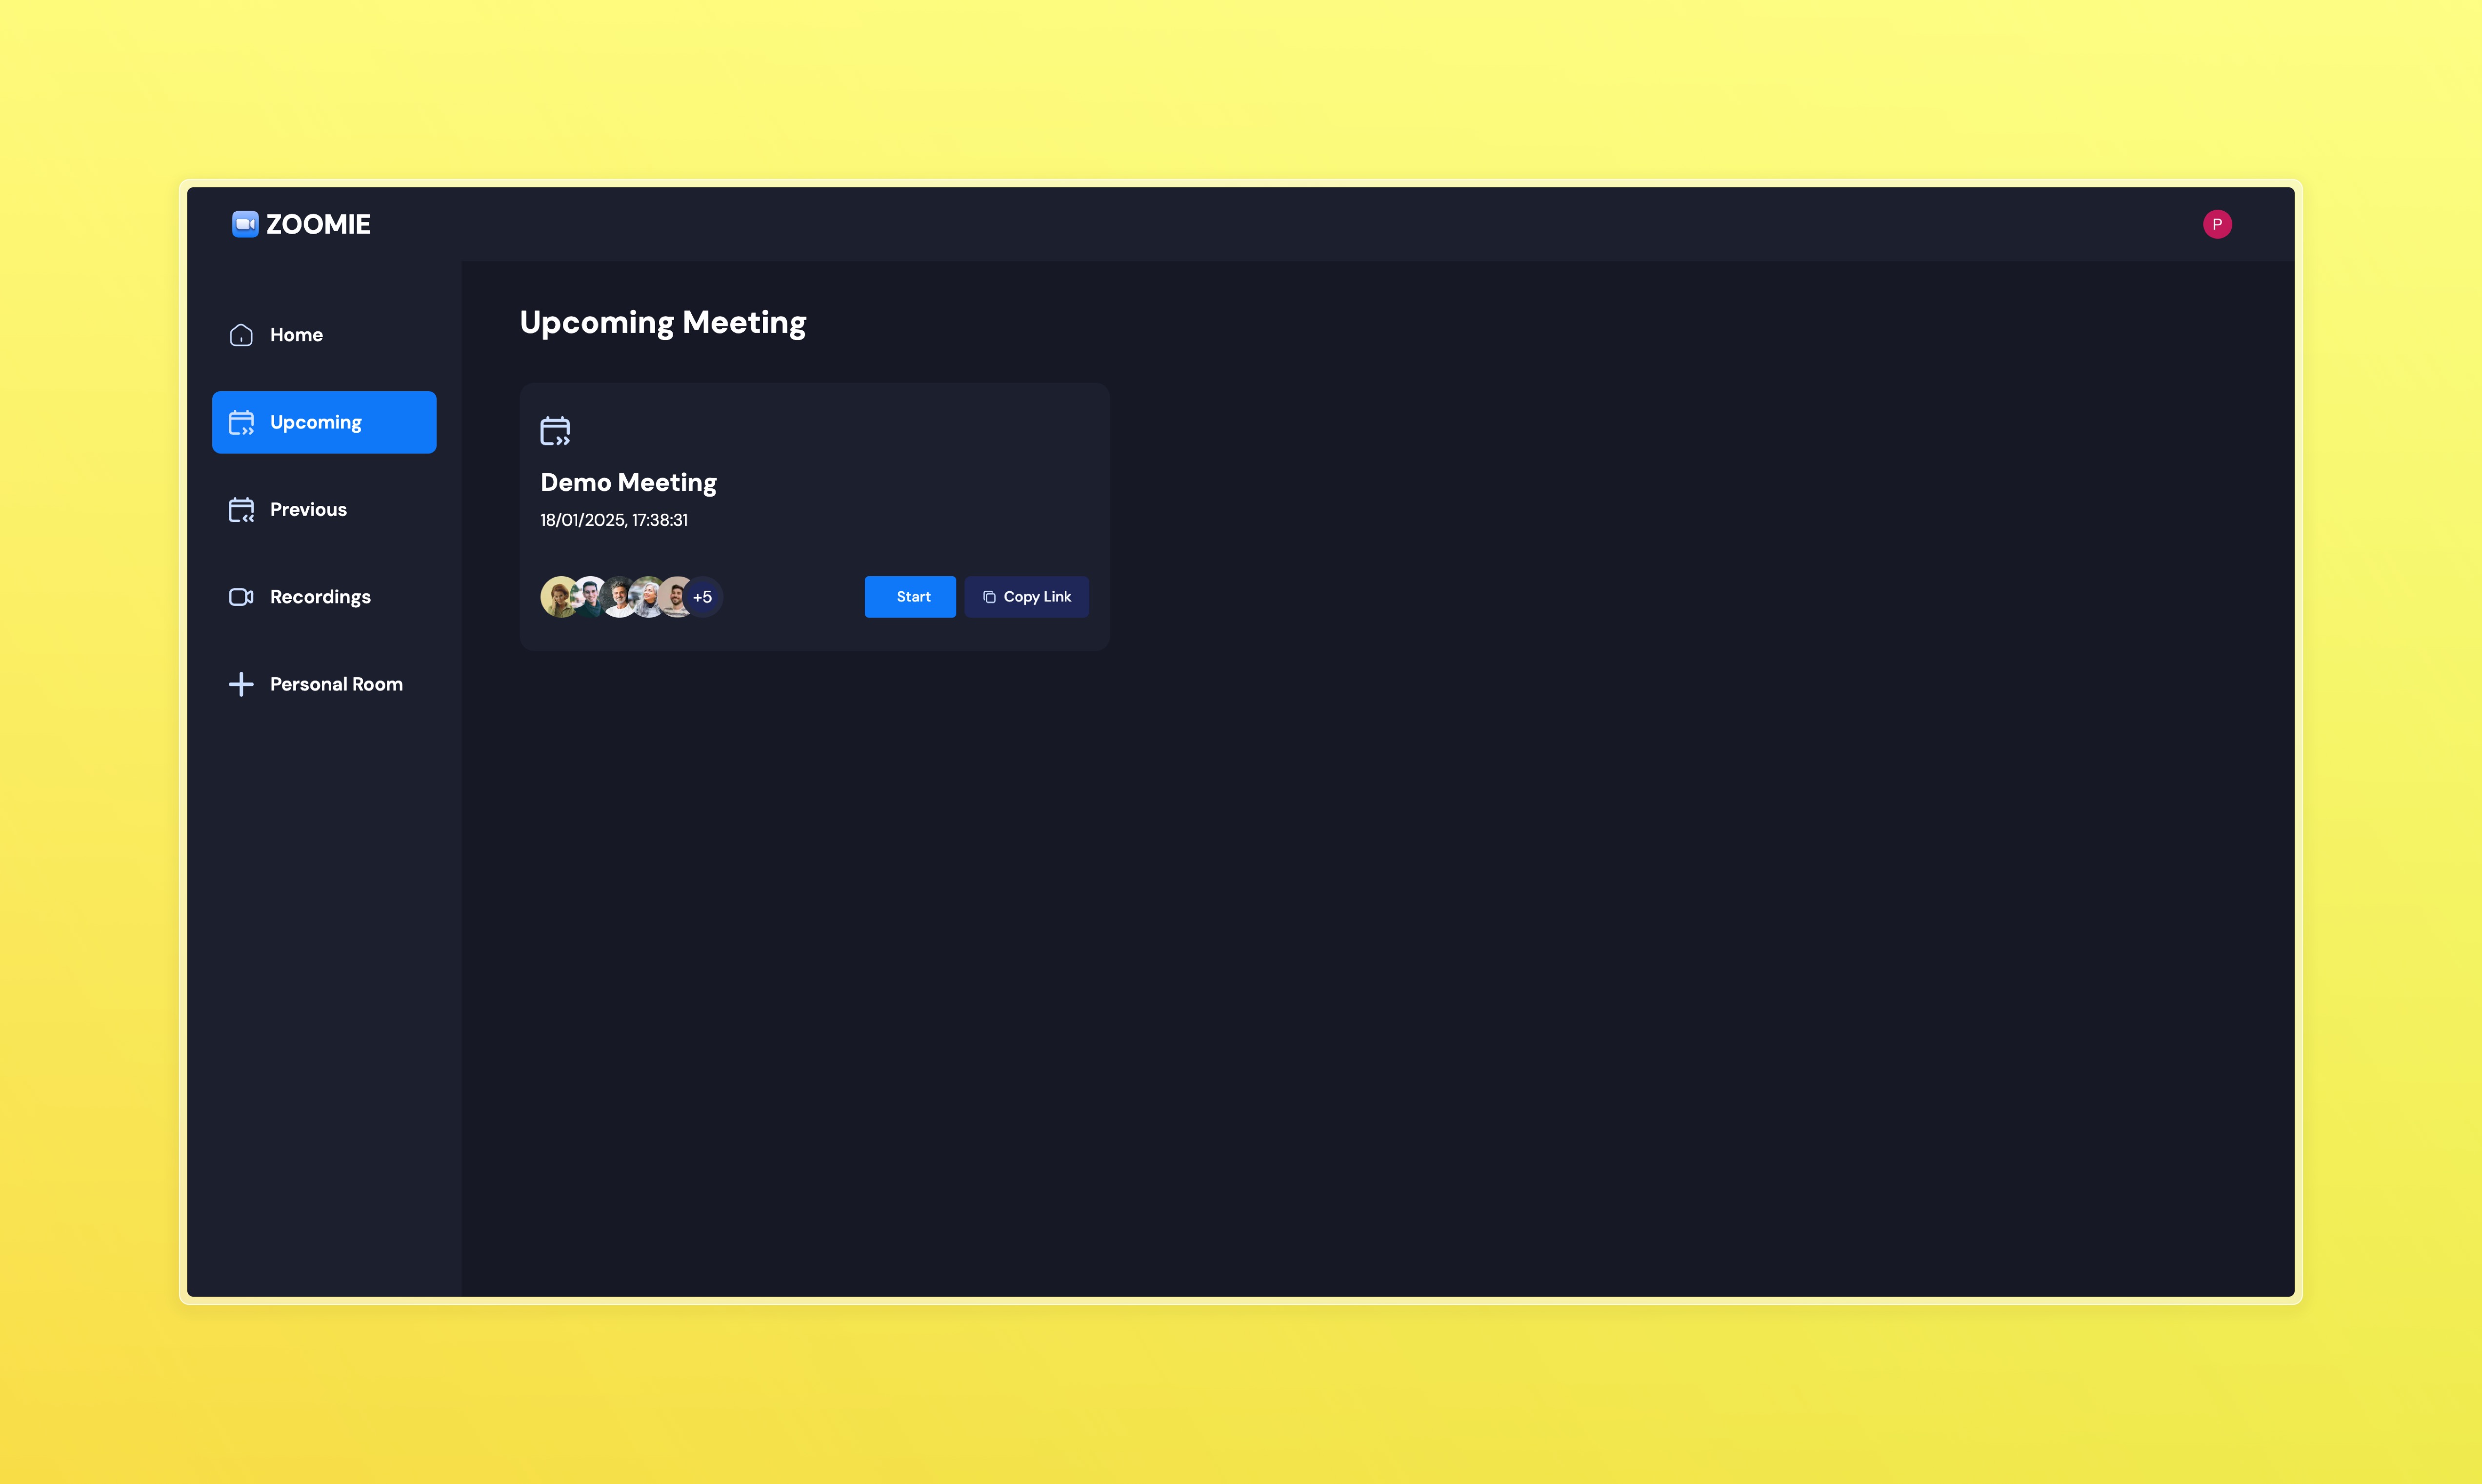 ZOOMIE
P
Home
Upcoming
Previous
Recordings
Personal Room
Upcoming Meeting
Demo Meeting
18/01/2025, 17:38:31
+5
Start
Copy Link